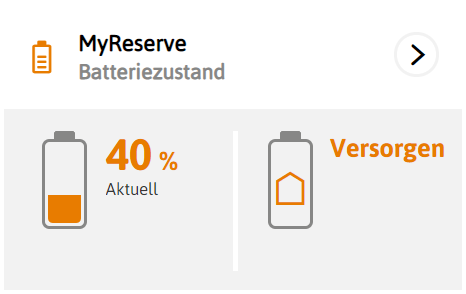 MyReserve
Batteriezustand
40 %
Aktuell
Versorgen